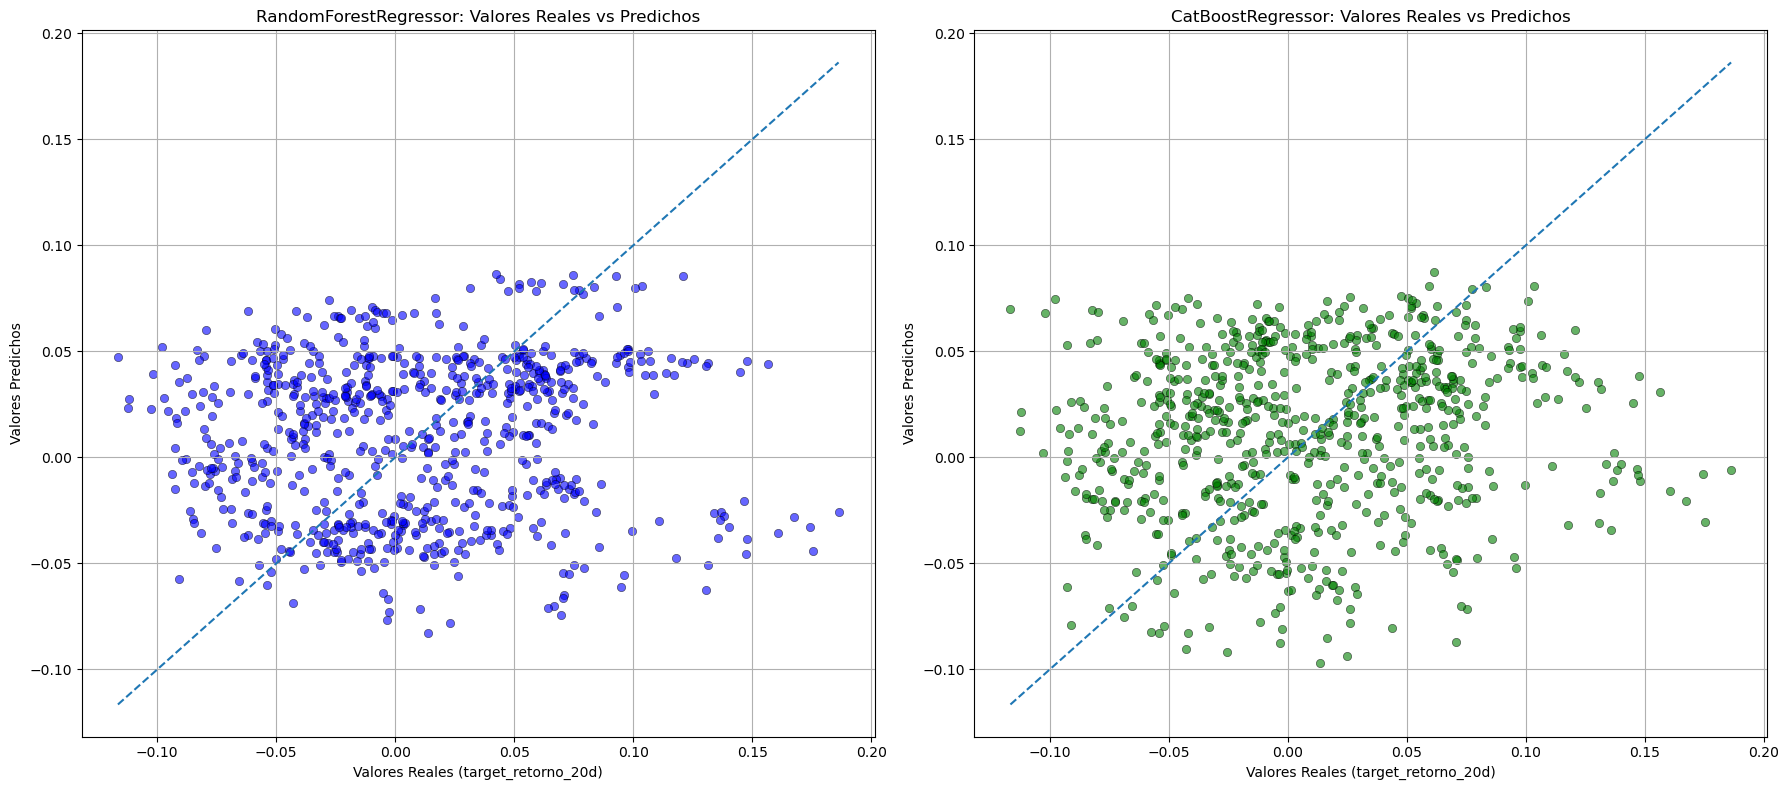 RandomForestRegressor: Valores Reales vs Predichos
0.20
0.15
0.10
0.05
0.00
−0.05
−0.10
Valores Predichos
−0.10 −0.05 0.00 0.05 0.10 0.15 0.20
Valores Reales (target_retorno_20d)
CatBoostRegressor: Valores Reales vs Predichos
0.20
0.15
0.10
0.05
0.00
−0.05
−0.10
Valores Predichos
−0.10 −0.05 0.00 0.05 0.10 0.15 0.20
Valores Reales (target_retorno_20d)